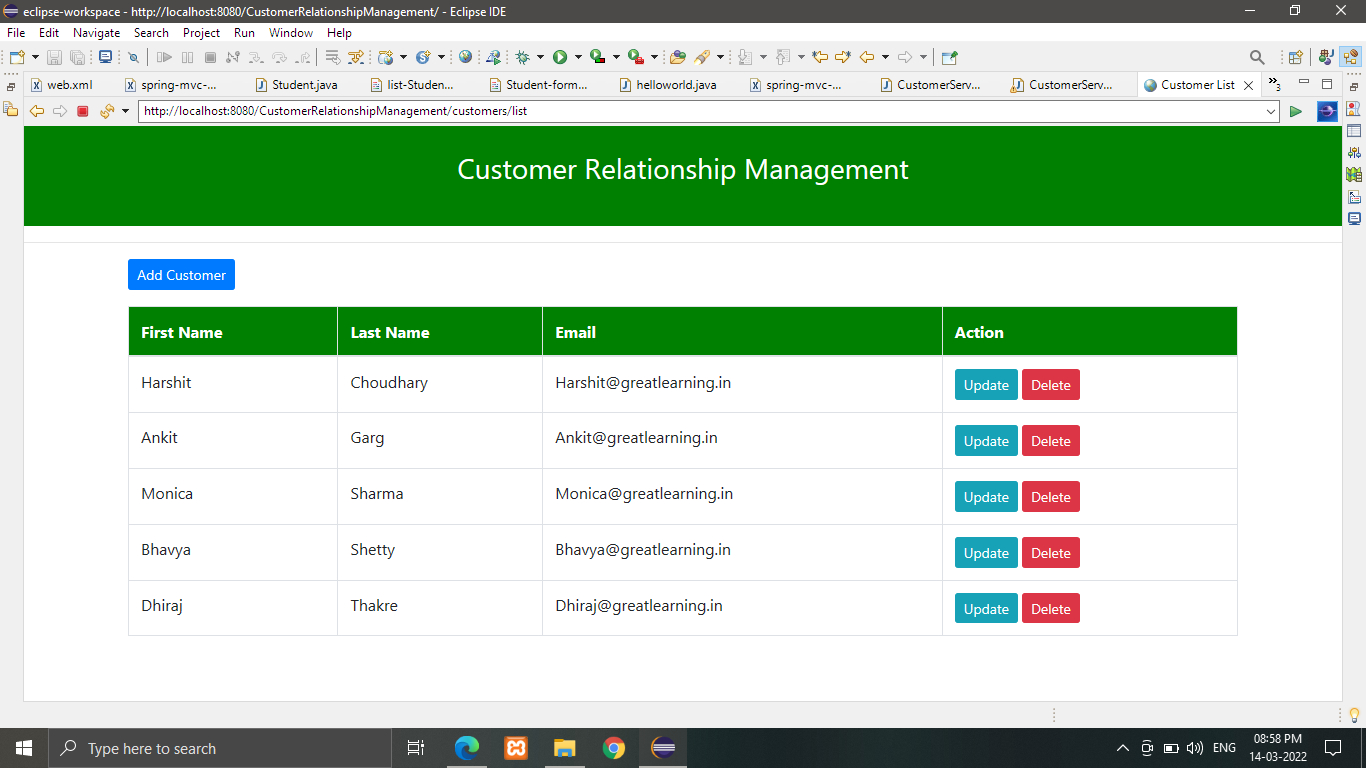 eclipse-workspace - http://localhost:8080/CustomerRelationshipManagement/ - Eclipse IDE
File Edit Navigate Search Project Run Window Help
web.xml spring-mvc-... Student.java list-Studen... Student-form... helloworld.java spring-mvc-... CustomerServ... CustomerServ... Customer List 3
http://localhost:8080/CustomerRelationshipManagement/customers/list
Customer Relationship Management
Add Customer
First Name Last Name Email Action
Harshit Choudhary Harshit@greatlearning.in Update Delete
Ankit Garg Ankit@greatlearning.in Update Delete
Monica Sharma Monica@greatlearning.in Update Delete
Bhavya Shetty Bhavya@greatlearning.in Update Delete
Dhiraj Thakre Dhiraj@greatlearning.in Update Delete
Type here to search
ENG
08:58 PM
14-03-2022